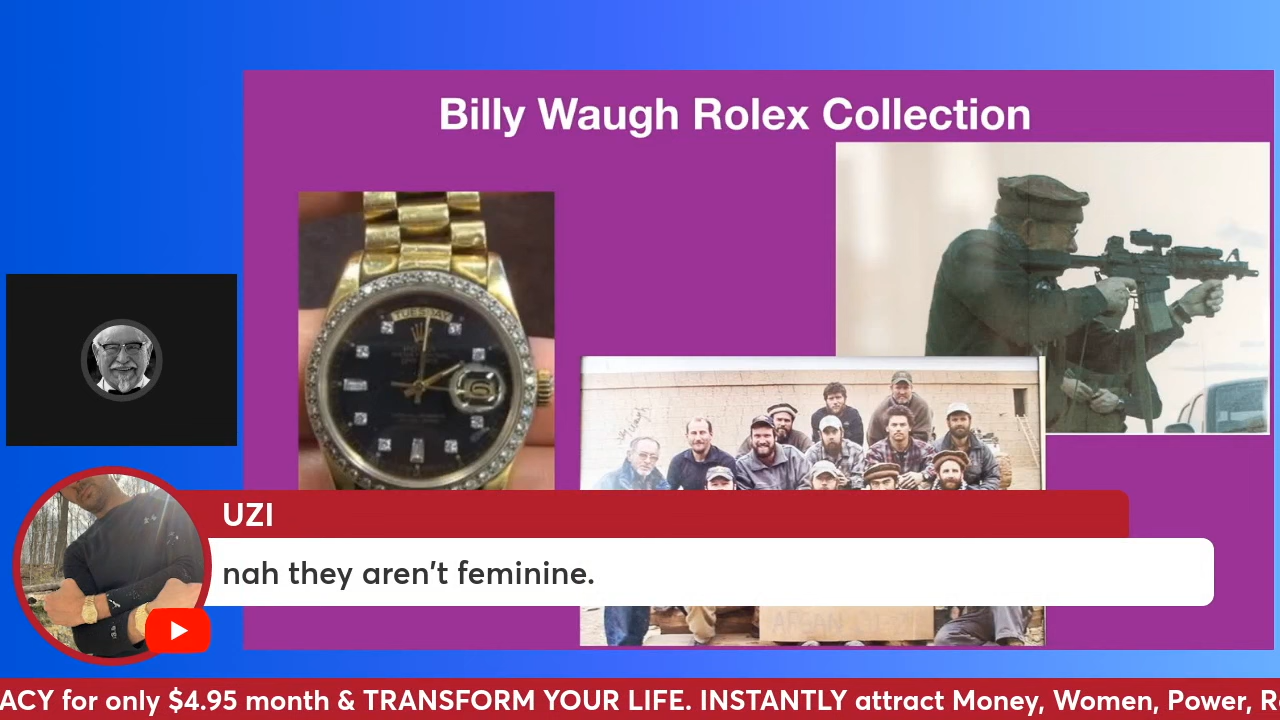 Billy Waugh Rolex Collection
TUESDAY
UZI
nah they aren't feminine.
ACY for only $4.95 month & TRANSFORM YOUR LIFE. INSTANTLY attract Money, Women, Power, R